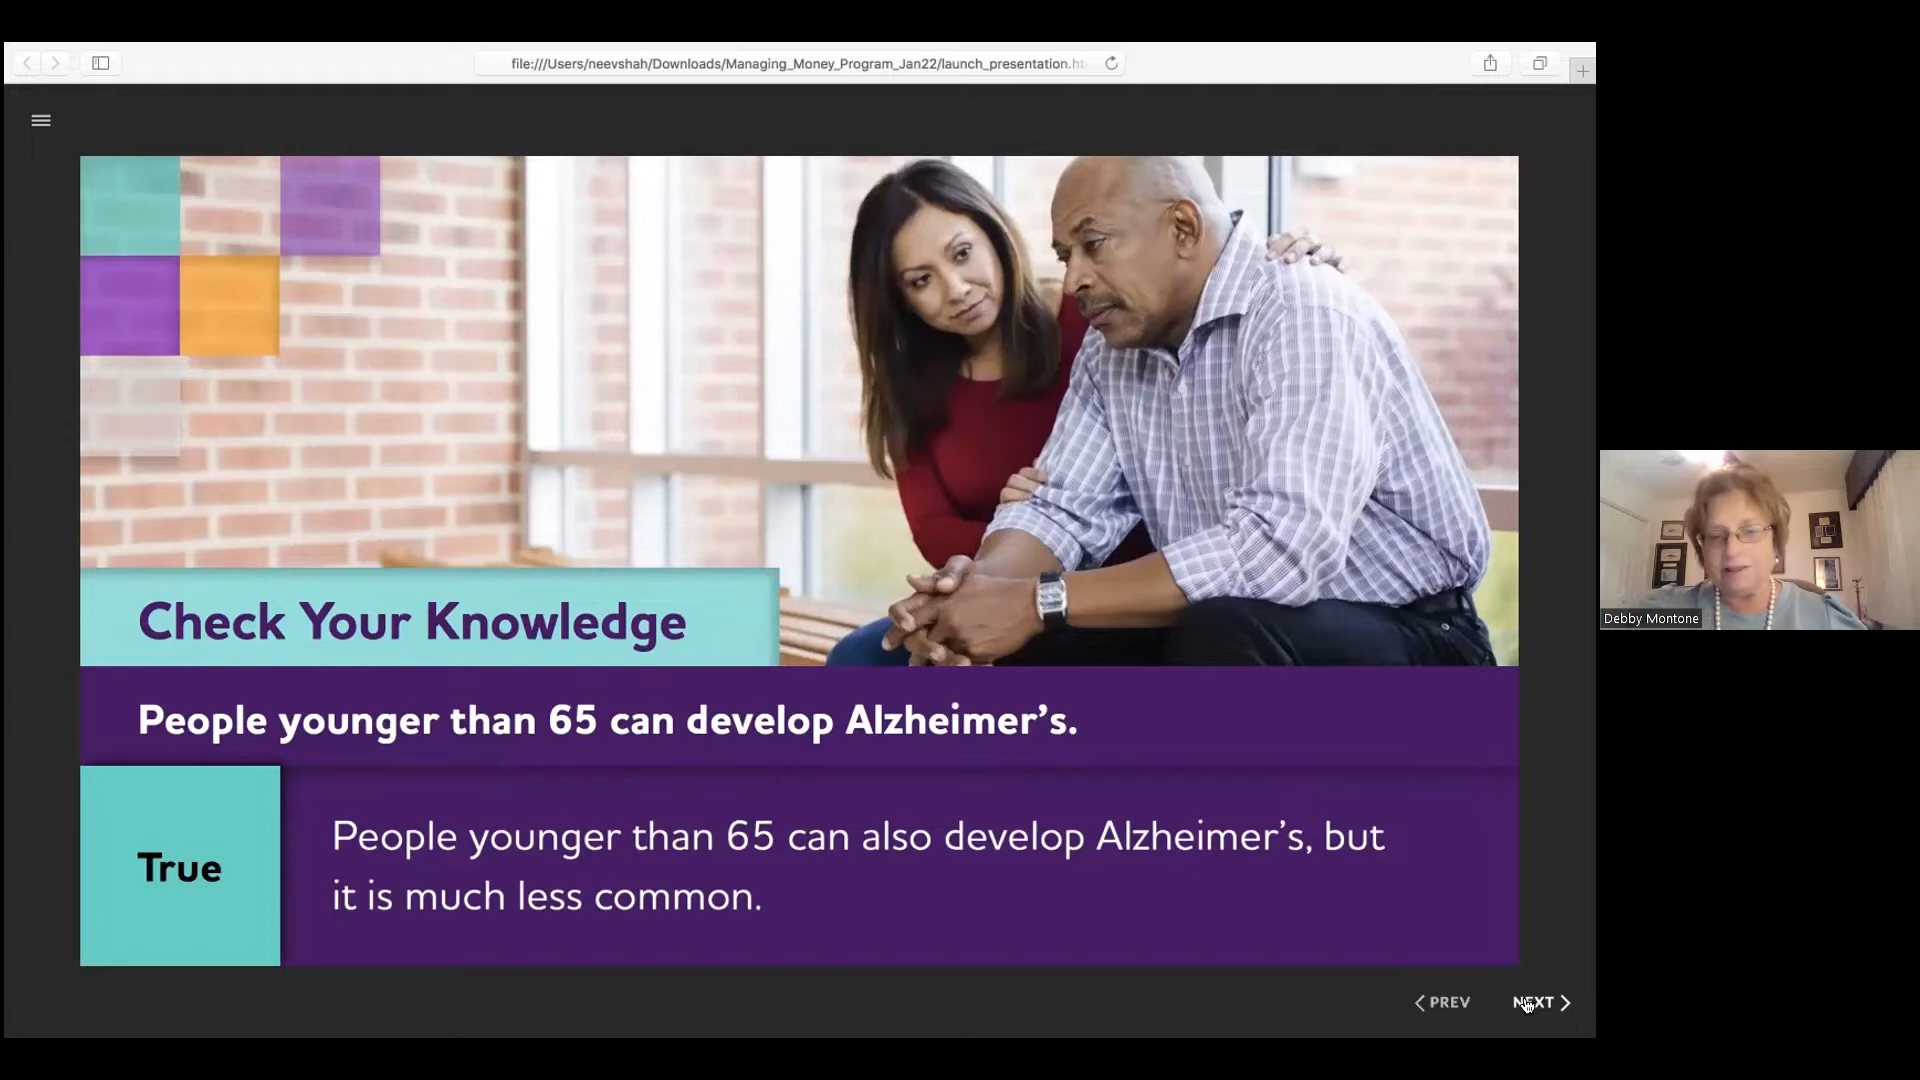 file:///Users/neevshah/Downloads/Managing_Money_Program_Jan22/launch_presentation.ht
Check Your Knowledge
People younger than 65 can develop Alzheimer’s.
True
People younger than 65 can also develop Alzheimer’s, but
it is much less common.
PREV
NEXT
Debby Montone